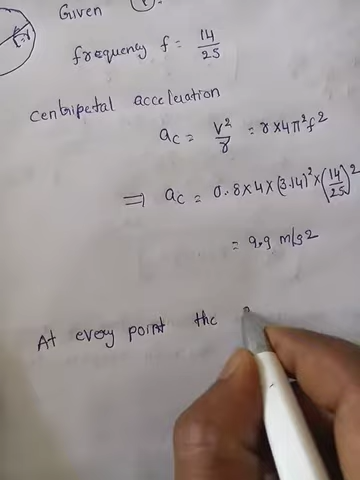 Given
frequency f = 14/25
centripetal acceleration
ac = V²/r = r×4π²f²
⇒ ac = 0.8×4×(3.14)²×(14/25)²
= 9.9 m/s2
At every point the